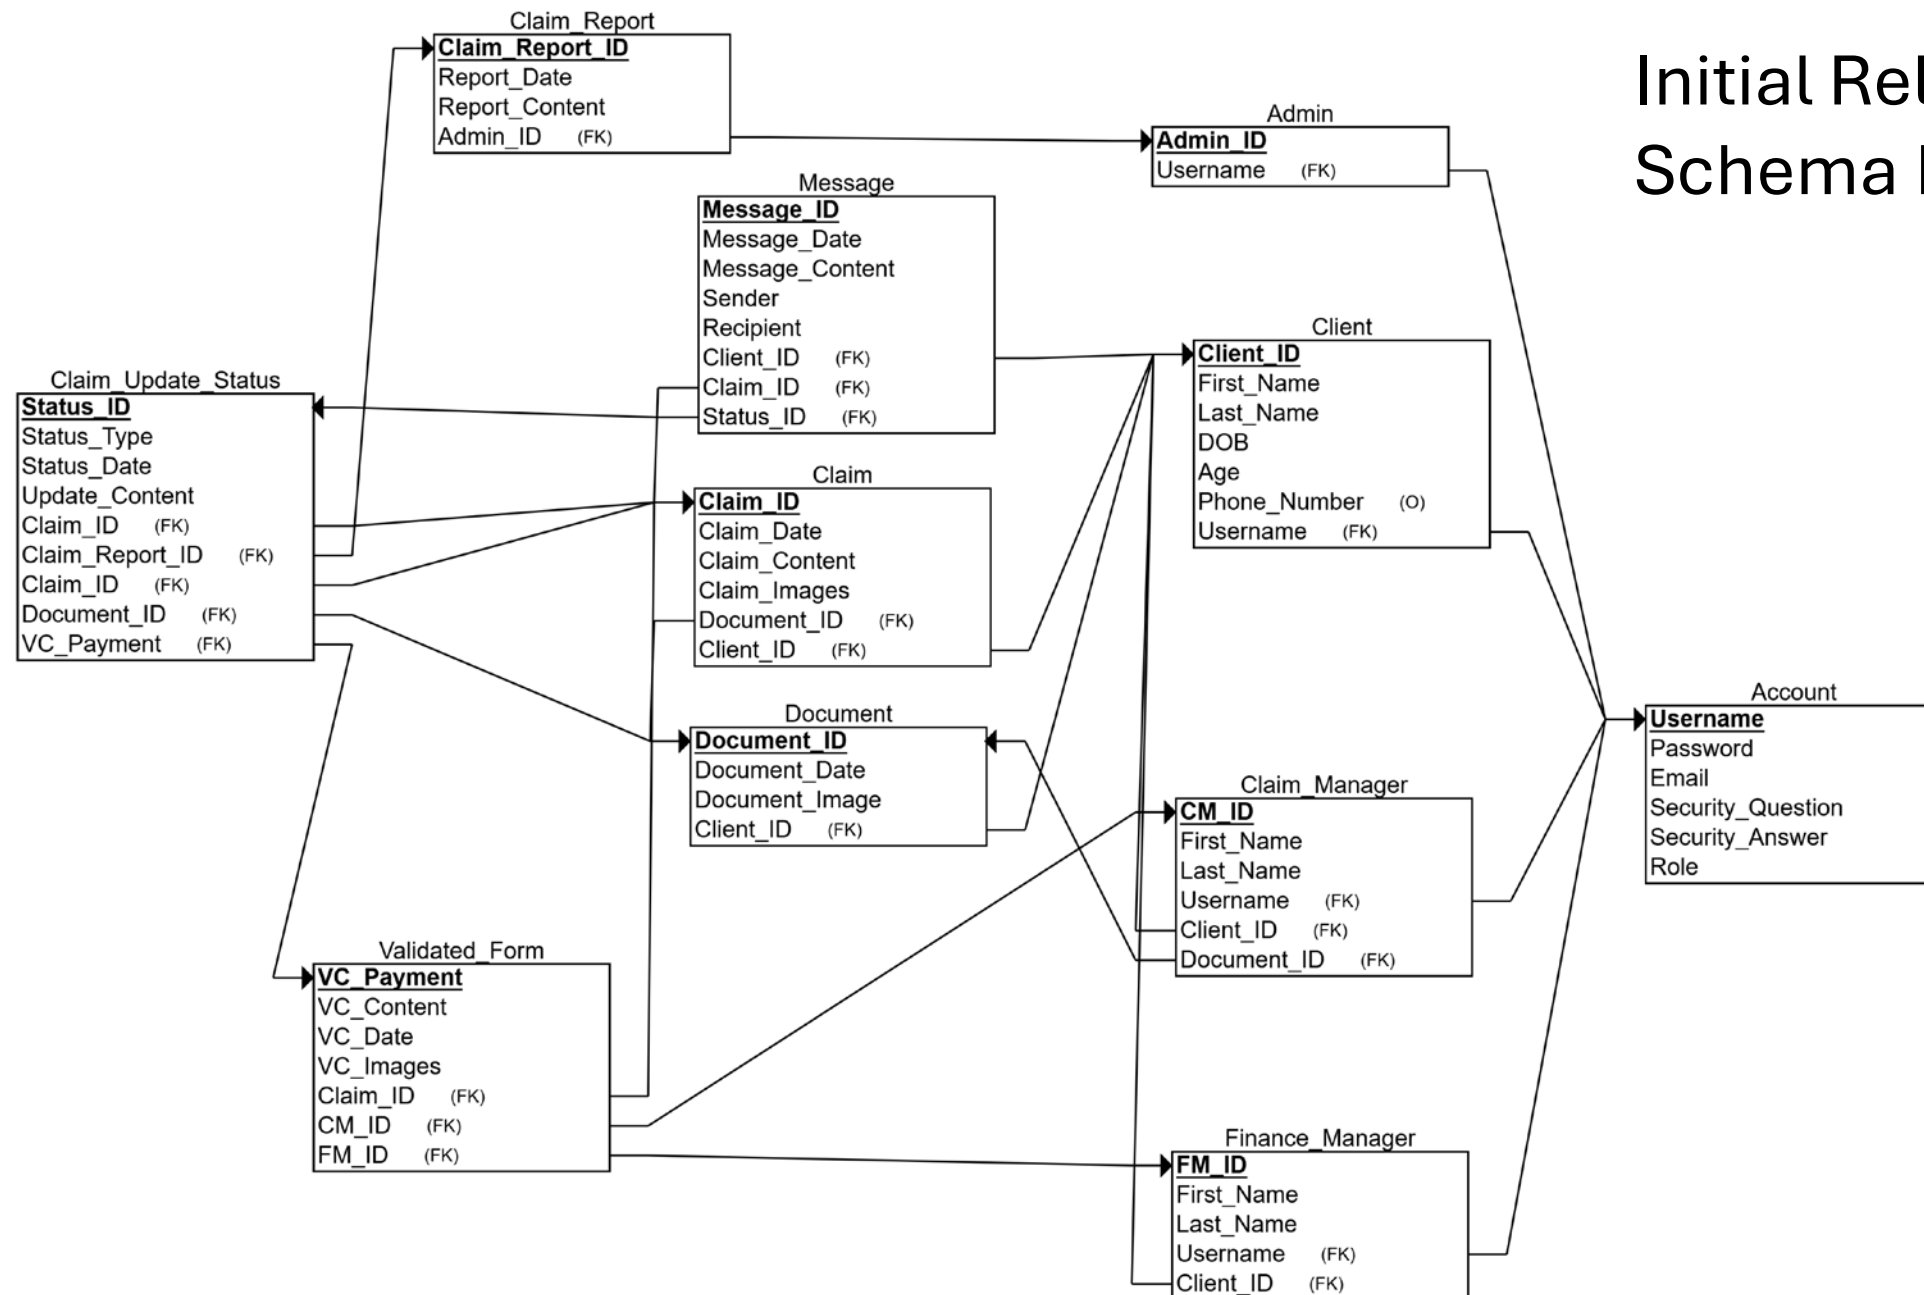 Initial Rel
Schema
Claim_Report
Claim_Report_ID
Report_Date
Report_Content
Admin_ID (FK)
Admin
Admin_ID
Username (FK)
Message
Message_ID
Message_Date
Message_Content
Sender
Recipient
Client_ID (FK)
Claim_ID (FK)
Status_ID (FK)
Client
Client_ID
First_Name
Last_Name
DOB
Age
Phone_Number (O)
Username (FK)
Claim_Update_Status
Status_ID
Status_Type
Status_Date
Update_Content
Claim_ID (FK)
Claim_Report_ID (FK)
Claim_ID (FK)
Document_ID (FK)
VC_Payment (FK)
Claim
Claim_ID
Claim_Date
Claim_Content
Claim_Images
Document_ID (FK)
Client_ID (FK)
Document
Document_ID
Document_Date
Document_Image
Client_ID (FK)
Account
Username
Password
Email
Security_Question
Security_Answer
Role
Claim_Manager
CM_ID
First_Name
Last_Name
Username (FK)
Client_ID (FK)
Document_ID (FK)
Validated_Form
VC_Payment
VC_Content
VC_Date
VC_Images
Claim_ID (FK)
CM_ID (FK)
FM_ID (FK)
Finance_Manager
FM_ID
First_Name
Last_Name
Username (FK)
Client_ID (FK)